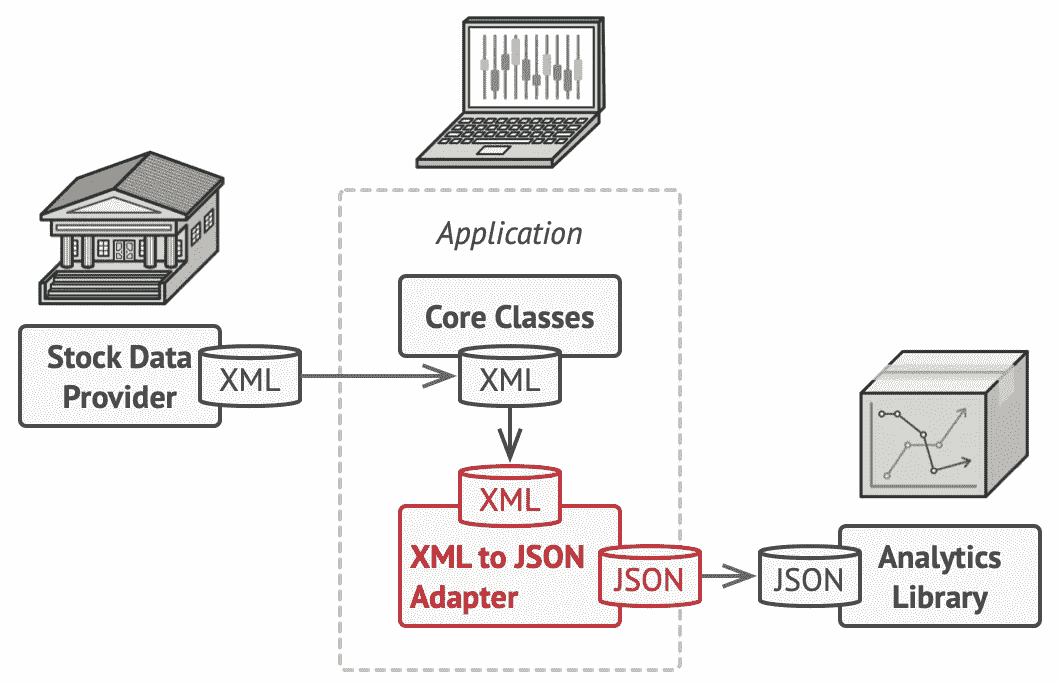 Application
Core Classes
Stock Data
Provider
XML
XML
XML
XML to JSON
Adapter
JSON
JSON
Analytics
Library